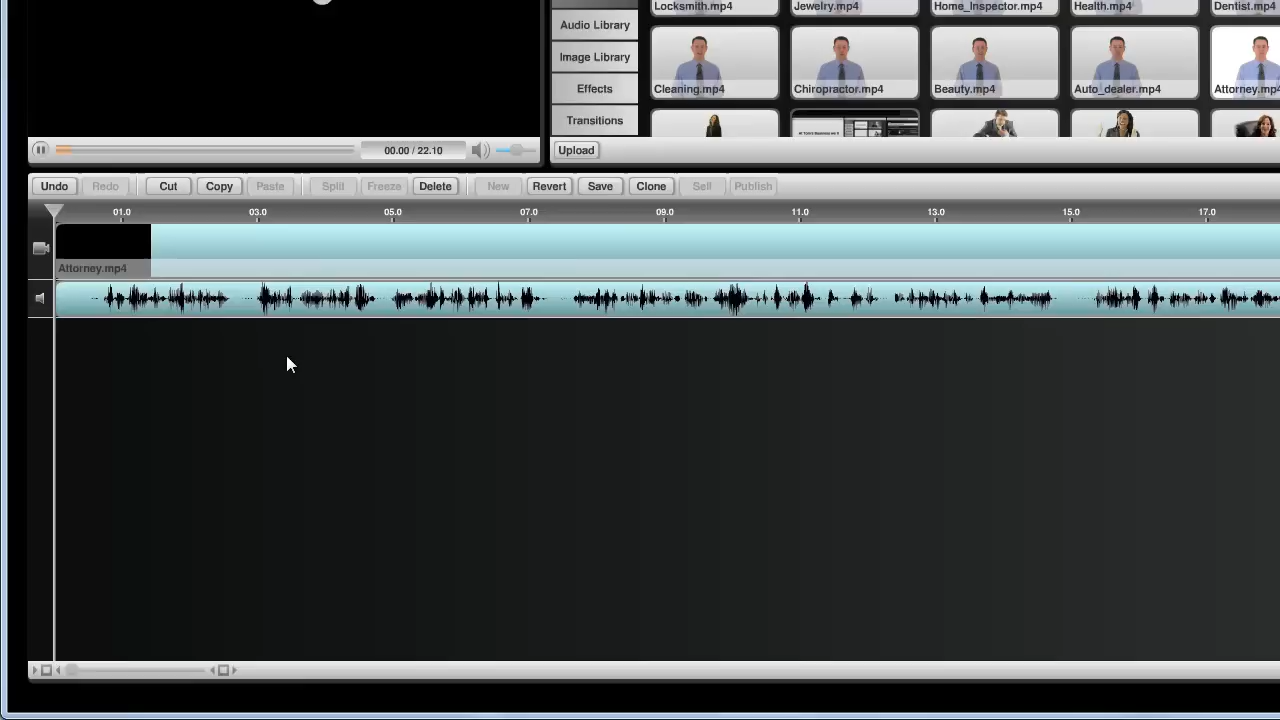 Locksmith.mp4 Jewelry.mp4 Home_Inspector.mp4 Health.mp4 Dentist.mp4
Audio Library
Image Library
Effects
Transitions
Cleaning.mp4 Chiropractor.mp4 Beauty.mp4 Auto_dealer.mp4 Attorney.mp4
00.00 / 22.10
Upload
Undo Redo Cut Copy Paste Split Freeze Delete New Revert Save Clone Sell Publish
01.0 03.0 05.0 07.0 09.0 11.0 13.0 15.0 17.0
Attorney.mp4